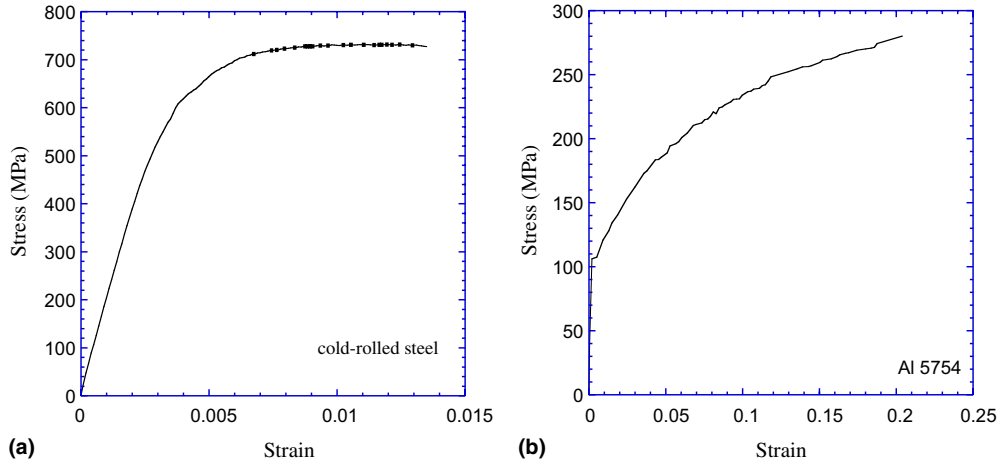 800
700
600
500
400
300
200
100
0
Stress (MPa)
cold-rolled steel
0 0.005 0.01 0.015
(a) Strain
300
250
200
150
100
50
0
Stress (MPa)
Al 5754
0 0.05 0.1 0.15 0.2 0.25
(b) Strain